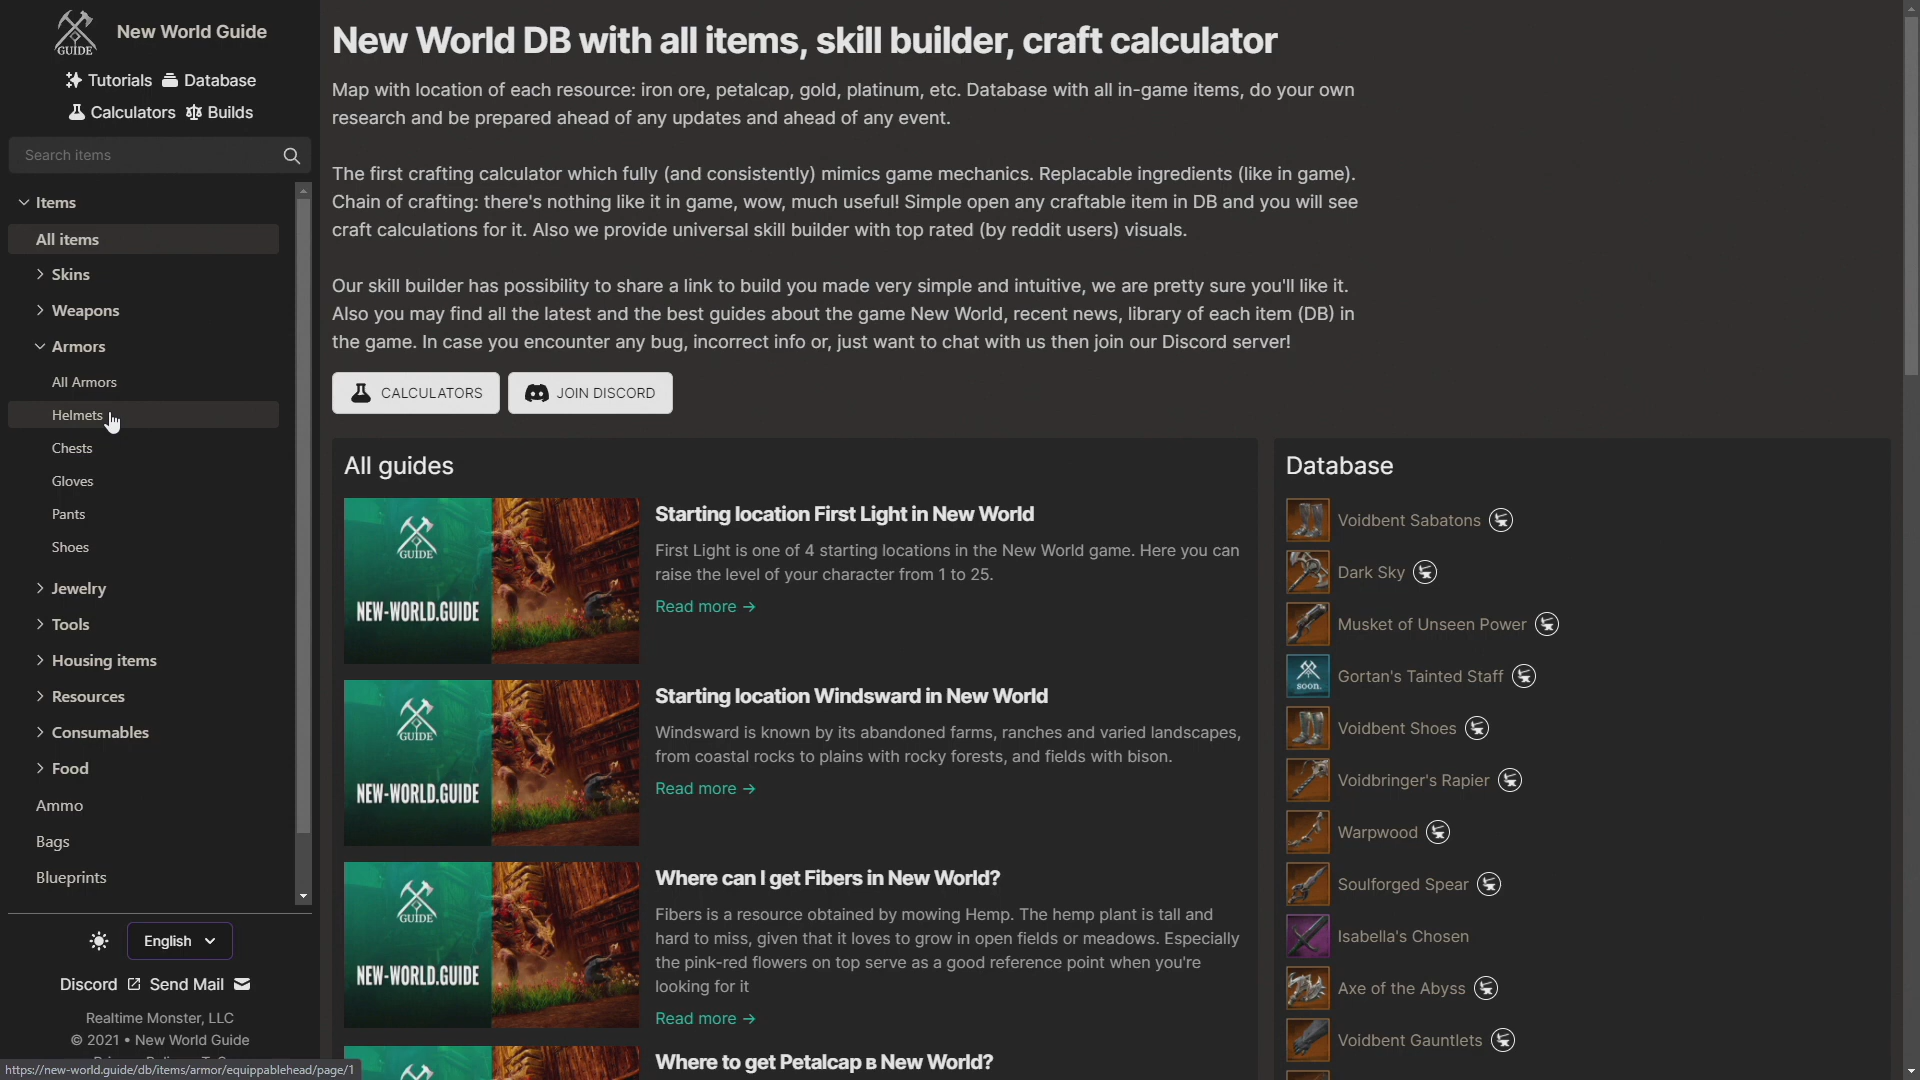 GUIDE
New World Guide
Tutorials Database
Calculators Builds
Search items
Items
All items
Skins
Weapons
Armors
All Armors
Helmets
Chests
Gloves
Pants
Shoes
Jewelry
Tools
Housing items
Resources
Consumables
Food
Ammo
Bags
Blueprints
English
Discord Send Mail
Realtime Monster, LLC
© 2021 • New World Guide
https://new-world.guide/db/items/armor/equippablehead/page/1
New World DB with all items, skill builder, craft calculator
Map with location of each resource: iron ore, petalcap, gold, platinum, etc. Database with all in-game items, do your own
research and be prepared ahead of any updates and ahead of any event.
The first crafting calculator which fully (and consistently) mimics game mechanics. Replacable ingredients (like in game).
Chain of crafting: there's nothing like it in game, wow, much useful! Simple open any craftable item in DB and you will see
craft calculations for it. Also we provide universal skill builder with top rated (by reddit users) visuals.
Our skill builder has possibility to share a link to build you made very simple and intuitive, we are pretty sure you'll like it.
Also you may find all the latest and the best guides about the game New World, recent news, library of each item (DB) in
the game. In case you encounter any bug, incorrect info or, just want to chat with us then join our Discord server!
CALCULATORS
JOIN DISCORD
All guides
GUIDE
NEW-WORLD.GUIDE
Starting location First Light in New World
First Light is one of 4 starting locations in the New World game. Here you can
raise the level of your character from 1 to 25.
Read more →
GUIDE
NEW-WORLD.GUIDE
Starting location Windsward in New World
Windsward is known by its abandoned farms, ranches and varied landscapes,
from coastal rocks to plains with rocky forests, and fields with bison.
Read more →
GUIDE
NEW-WORLD.GUIDE
Where can I get Fibers in New World?
Fibers is a resource obtained by mowing Hemp. The hemp plant is tall and
hard to miss, given that it loves to grow in open fields or meadows. Especially
the pink-red flowers on top serve as a good reference point when you're
looking for it
Read more →
Where to get Petalcap в New World?
Database
Voidbent Sabatons
Dark Sky
Musket of Unseen Power
soon.
Gortan's Tainted Staff
Voidbent Shoes
Voidbringer's Rapier
Warpwood
Soulforged Spear
Isabella's Chosen
Axe of the Abyss
Voidbent Gauntlets